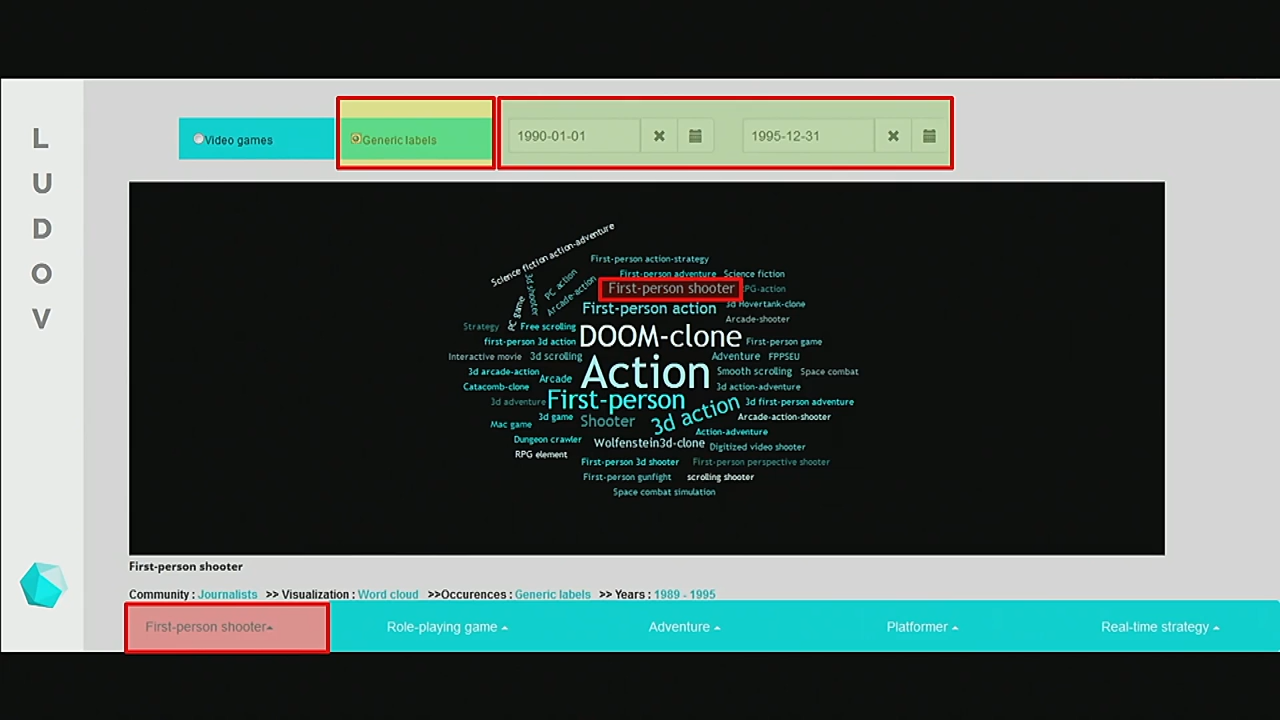 L
U
D
O
V
Video games
Generic labels
1990-01-01
1995-12-31
Science fiction action-adventure
First-person action-strategy
First-person adventure
Science fiction
3d shooter
PC action
Arcade-action
First-person shooter
RPG-action
PC game
First-person action
3d Hovertank-clone
Arcade-shooter
Strategy
Free scrolling
DOOM-clone
first-person 3d action
First-person game
Interactive movie
3d scrolling
Adventure
FPPSEU
3d arcade-action
Arcade
Action
Smooth scrolling
Space combat
Catacomb-clone
3d action-adventure
3d adventure
First-person
3d action
3d first-person adventure
3d game
Shooter
Arcade-action-shooter
Mac game
Action-adventure
Dungeon crawler
Wolfenstein3d-clone
Digitized video shooter
RPG element
First-person 3d shooter
First-person perspective shooter
First-person gunfight
scrolling shooter
Space combat simulation
First-person shooter
Community : Journalists >> Visualization : Word cloud >>Occurences : Generic labels >> Years : 1989 - 1995
First-person shooter
Role-playing game
Adventure
Platformer
Real-time strategy